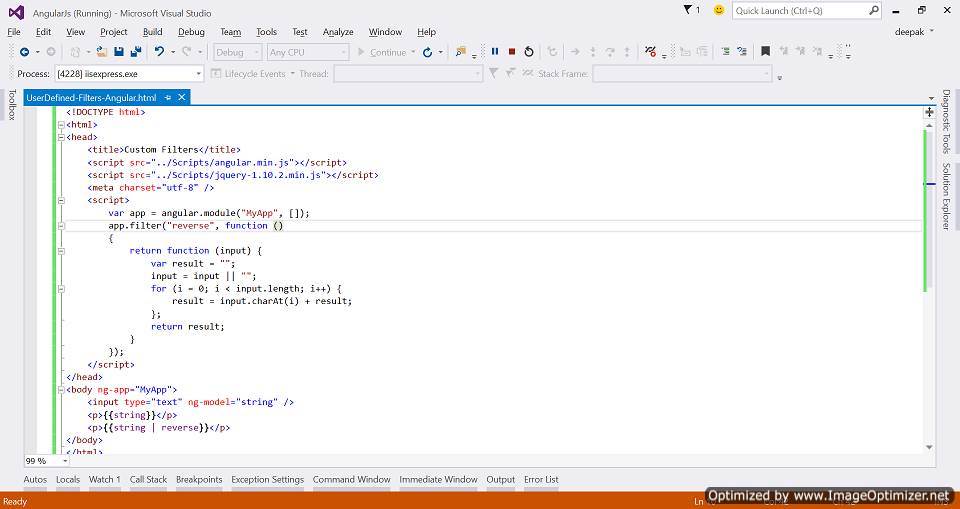 AngularJs (Running) - Microsoft Visual Studio
1
Quick Launch (Ctrl+Q)
File Edit View Project Build Debug Team Tools Test Analyze Window Help
deepak
Debug Any CPU Continue
Process: [4228] iisexpress.exe Lifecycle Events Thread: Stack Frame:
Toolbox
UserDefined-Filters-Angular.html
<!DOCTYPE html>
<html>
<head>
<title>Custom Filters</title>
<script src="../Scripts/angular.min.js"></script>
<script src="../Scripts/jquery-1.10.2.min.js"></script>
<meta charset="utf-8" />
<script>
var app = angular.module("MyApp", []);
app.filter("reverse", function ()
{
return function (input) {
var result = "";
input = input || "";
for (i = 0; i < input.length; i++) {
result = input.charAt(i) + result;
};
return result;
}
});
</script>
</head>
<body ng-app="MyApp">
<input type="text" ng-model="string" />
<p>{{string}}</p>
<p>{{string | reverse}}</p>
</body>
</html>
Diagnostic Tools
Solution Explorer
99 %
Autos Locals Watch 1 Call Stack Breakpoints Exception Settings Command Window Immediate Window Output Error List
Ready
Optimized by www.ImageOptimizer.net